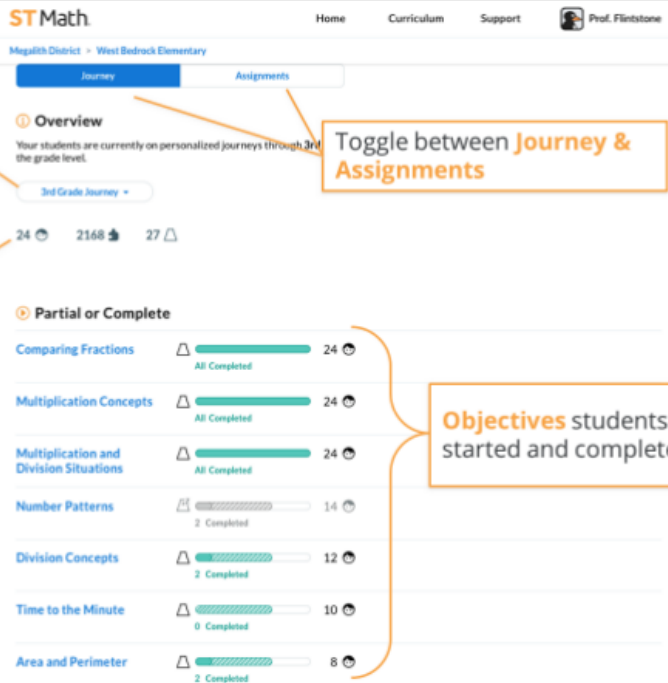 ST Math
Home Curriculum Support Prof. Flintstone
Megalith District > West Bedrock Elementary
Journey Assignments
Overview
Your students are currently on personalized journeys through 3rd
the grade level.
Toggle between Journey &
Assignments
3rd Grade Journey
24 2168 27
Partial or Complete
Comparing Fractions 24
All Completed
Multiplication Concepts 24
All Completed
Multiplication and
Division Situations 24
All Completed
Objectives students
started and complete
Number Patterns 14
2 Completed
Division Concepts 12
2 Completed
Time to the Minute 10
0 Completed
Area and Perimeter 8
2 Completed